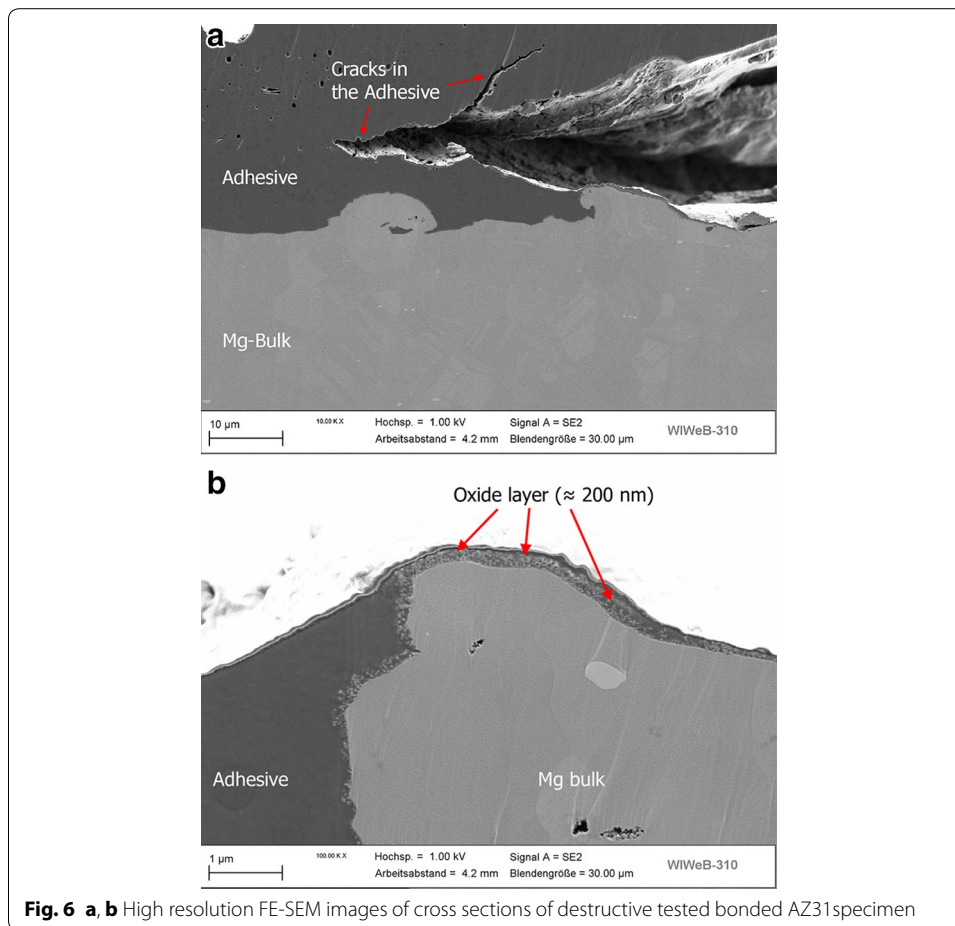 a
Cracks in
the Adhesive
Adhesive
Mg-Bulk
10 µm
10.00 K X
Hochsp. = 1.00 kV
Signal A = SE2
Arbeitsabstand = 4.2 mm
Blendengröße = 30.00 µm
WIWeB-310
b
Oxide layer (≈ 200 nm)
Adhesive
Mg bulk
1 µm
100.00 K X
Hochsp. = 1.00 kV
Signal A = SE2
Arbeitsabstand = 4.2 mm
Blendengröße = 30.00 µm
WIWeB-310
Fig. 6 a, b High resolution FE-SEM images of cross sections of destructive tested bonded AZ31specimen